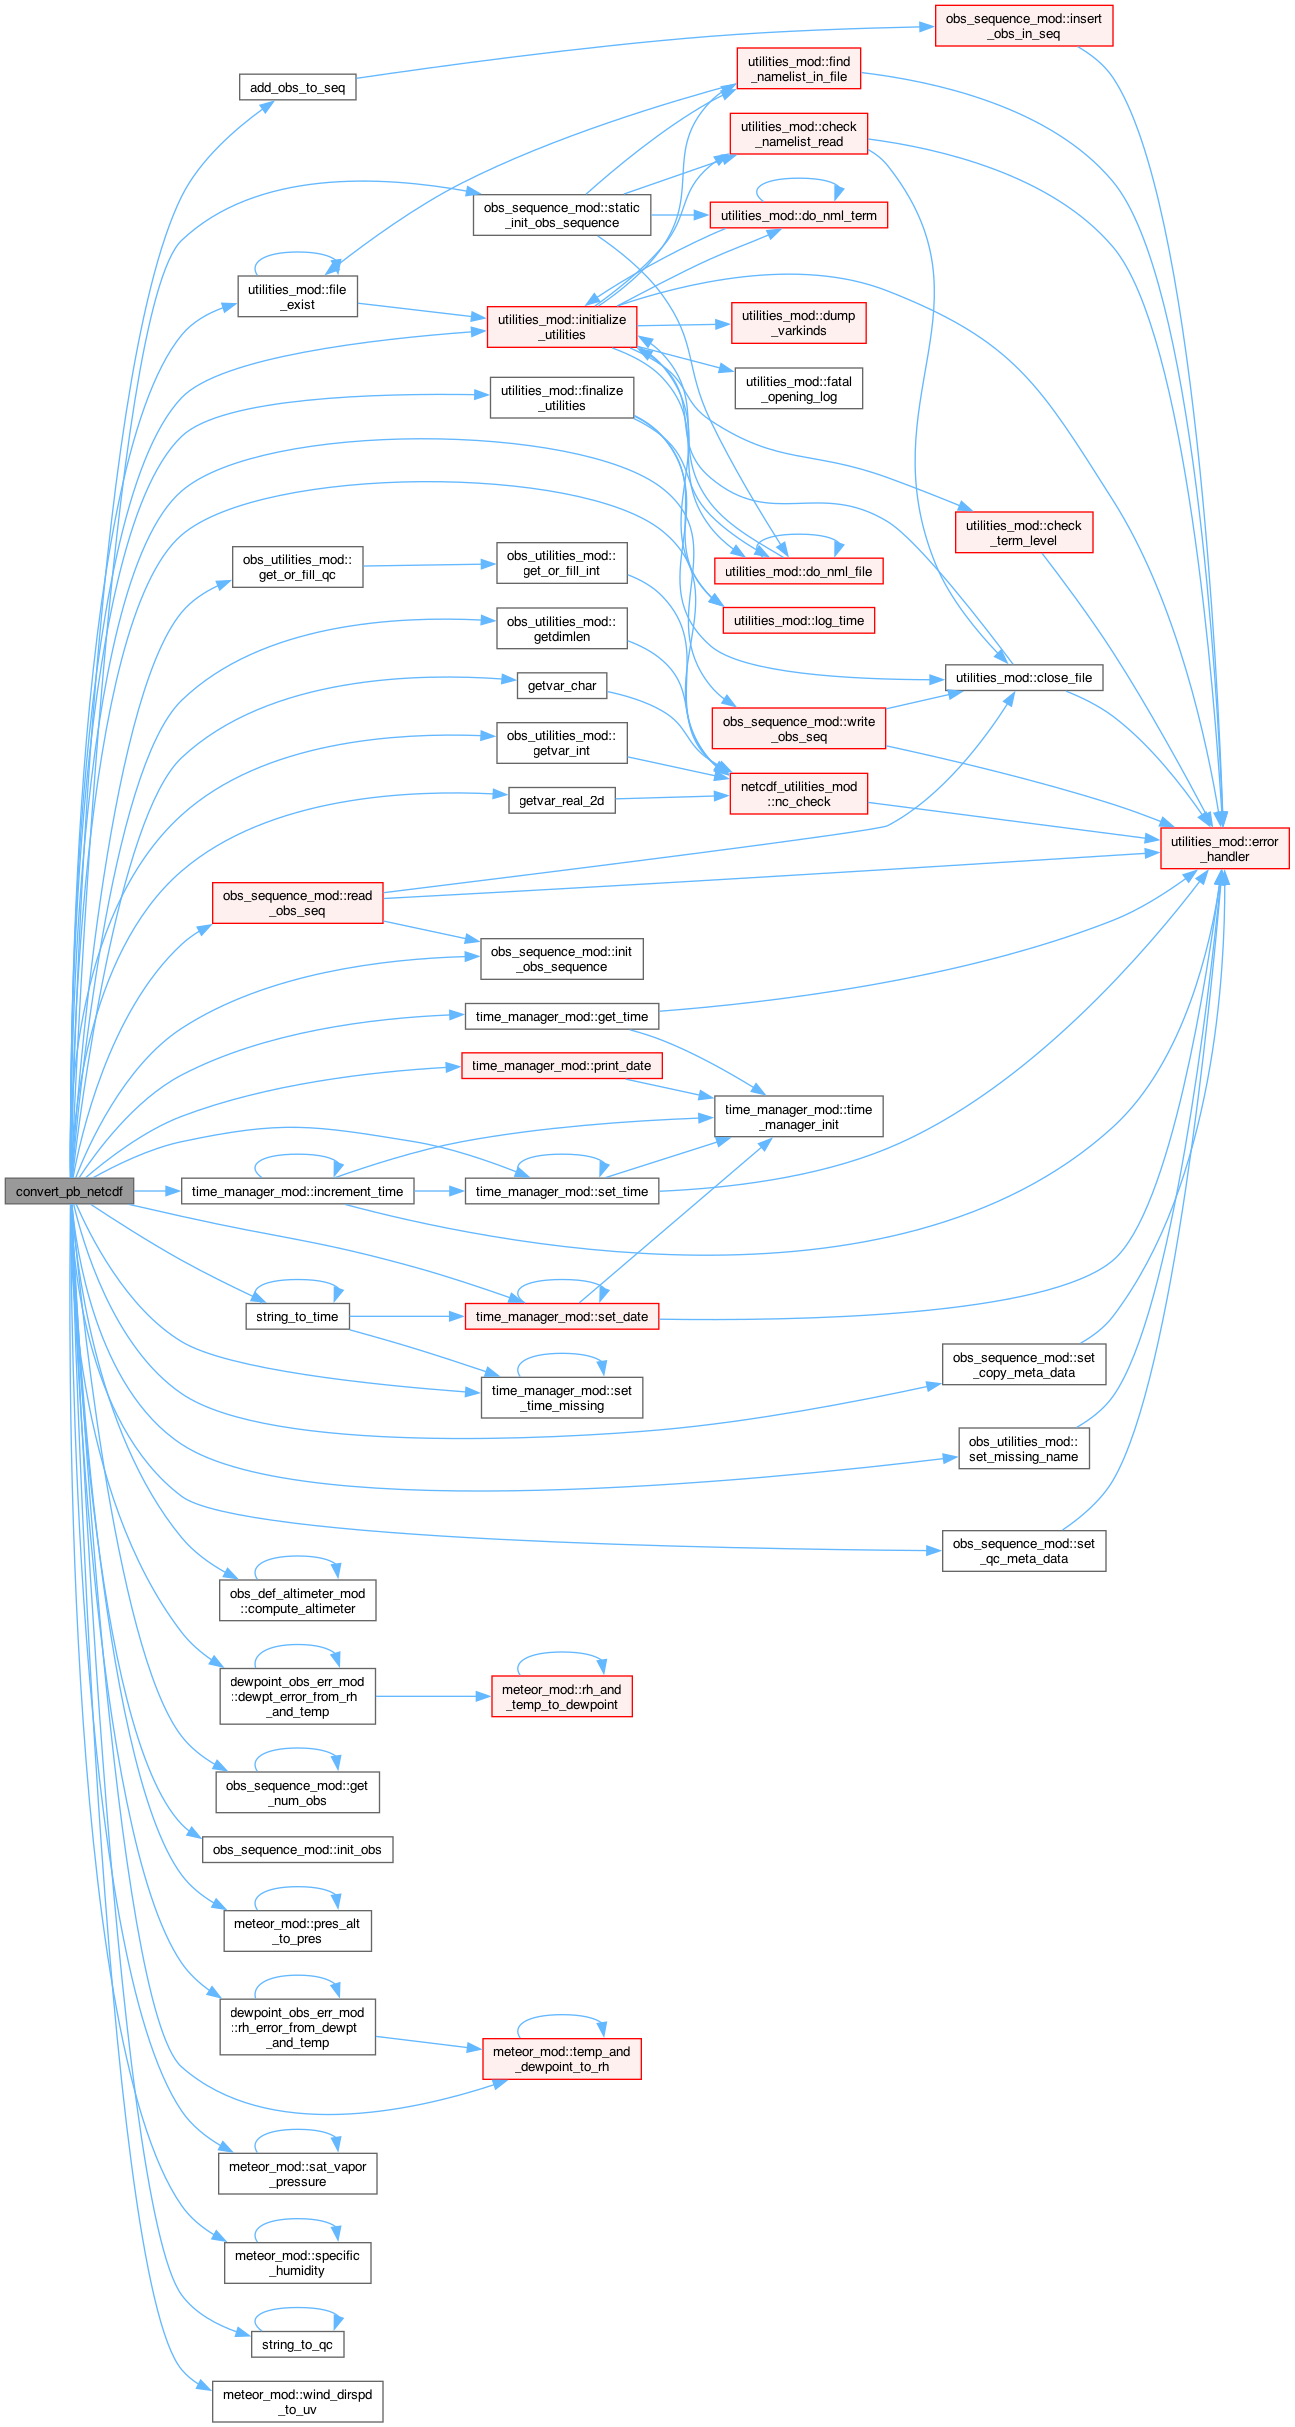 obs_sequence_mod::insert
_obs_in_seq
utilities_mod::find
_namelist_in_file
add_obs_to_seq
utilities_mod::check
_namelist_read
obs_sequence_mod::static
_init_obs_sequence
utilities_mod::do_nml_term
utilities_mod::file
_exist
utilities_mod::initialize
_utilities
utilities_mod::dump
_varkinds
utilities_mod::fatal
_opening_log
utilities_mod::finalize
_utilities
utilities_mod::check
_term_level
obs_utilities_mod::
get_or_fill_qc
obs_utilities_mod::
get_or_fill_int
utilities_mod::do_nml_file
obs_utilities_mod::
getdimlen
utilities_mod::log_time
getvar_char
utilities_mod::close_file
obs_sequence_mod::write
_obs_seq
obs_utilities_mod::
getvar_int
netcdf_utilities_mod
::nc_check
getvar_real_2d
utilities_mod::error
_handler
obs_sequence_mod::read
_obs_seq
obs_sequence_mod::init
_obs_sequence
time_manager_mod::get_time
time_manager_mod::print_date
time_manager_mod::time
_manager_init
convert_pb_netcdf
time_manager_mod::increment_time
time_manager_mod::set_time
string_to_time
time_manager_mod::set_date
obs_sequence_mod::set
_copy_meta_data
time_manager_mod::set
_time_missing
obs_utilities_mod::
set_missing_name
obs_sequence_mod::set
_qc_meta_data
obs_def_altimeter_mod
::compute_altimeter
dewpoint_obs_err_mod
::dewpt_error_from_rh
_and_temp
meteor_mod::rh_and
_temp_to_dewpoint
obs_sequence_mod::get
_num_obs
obs_sequence_mod::init_obs
meteor_mod::pres_alt
_to_pres
dewpoint_obs_err_mod
::rh_error_from_dewpt
_and_temp
meteor_mod::temp_and
_dewpoint_to_rh
meteor_mod::sat_vapor
_pressure
meteor_mod::specific
_humidity
string_to_qc
meteor_mod::wind_dirspd
_to_uv